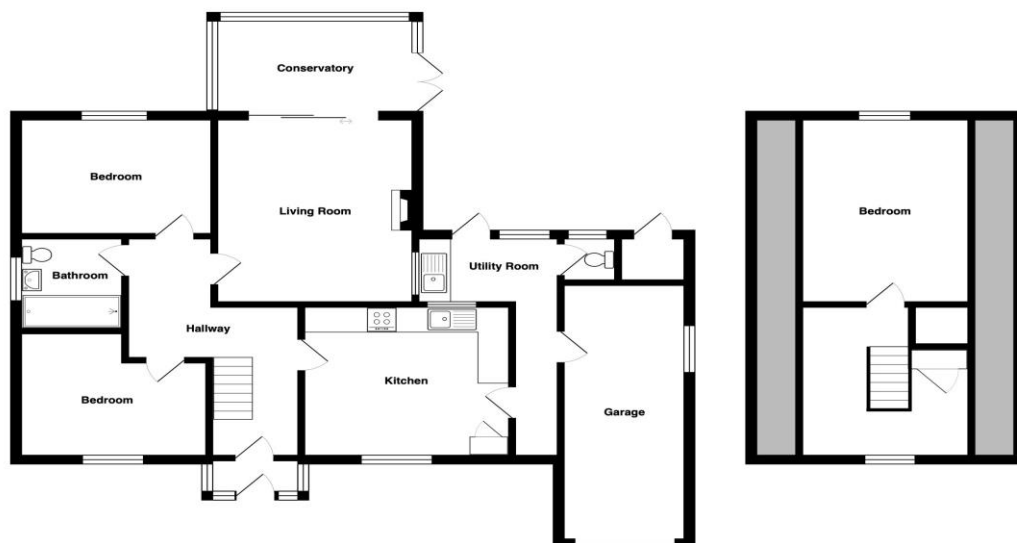 Conservatory
Bedroom
Living Room
Bathroom
Utility Room
Hallway
Kitchen
Bedroom
Garage
Bedroom